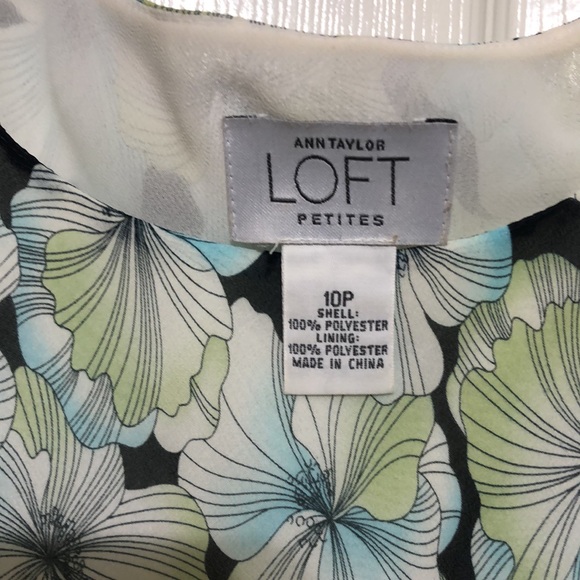 ANN TAYLOR
LOFT
PETITES
10P
SHELL:
100% POLYESTER
LINING:
100% POLYESTER
MADE IN CHINA